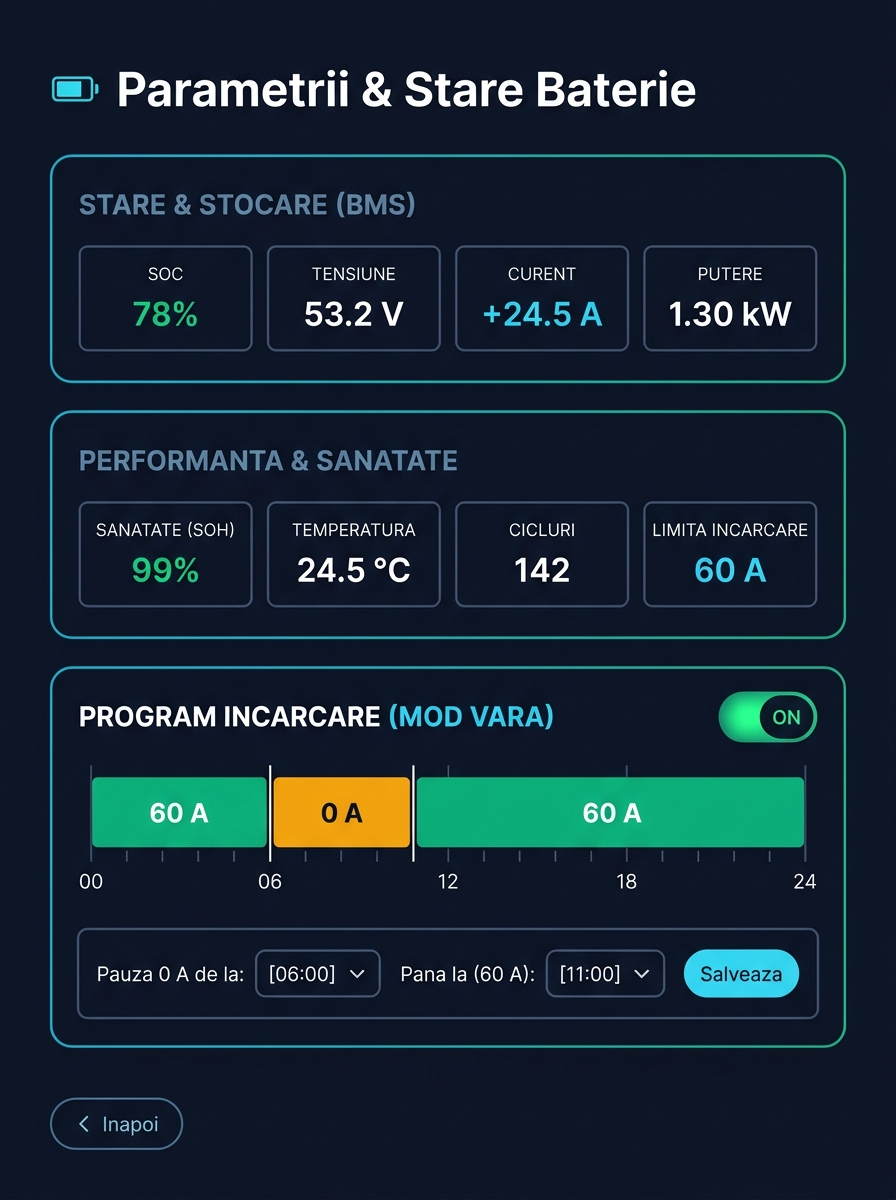 Parametrii & Stare Baterie
STARE & STOCARE (BMS)
SOC TENSIUNE CURENT PUTERE
78% 53.2 V +24.5 A 1.30 kW
PERFORMANTA & SANATATE
SANATATE (SOH) TEMPERATURA CICLURI LIMITA INCARCARE
99% 24.5 °C 142 60 A
PROGRAM INCARCARE (MOD VARA) ON
60 A 0 A 60 A
00 06 12 18 24
Pauza 0 A de la: [06:00] Pana la (60 A): [11:00] Salveaza
Inapoi